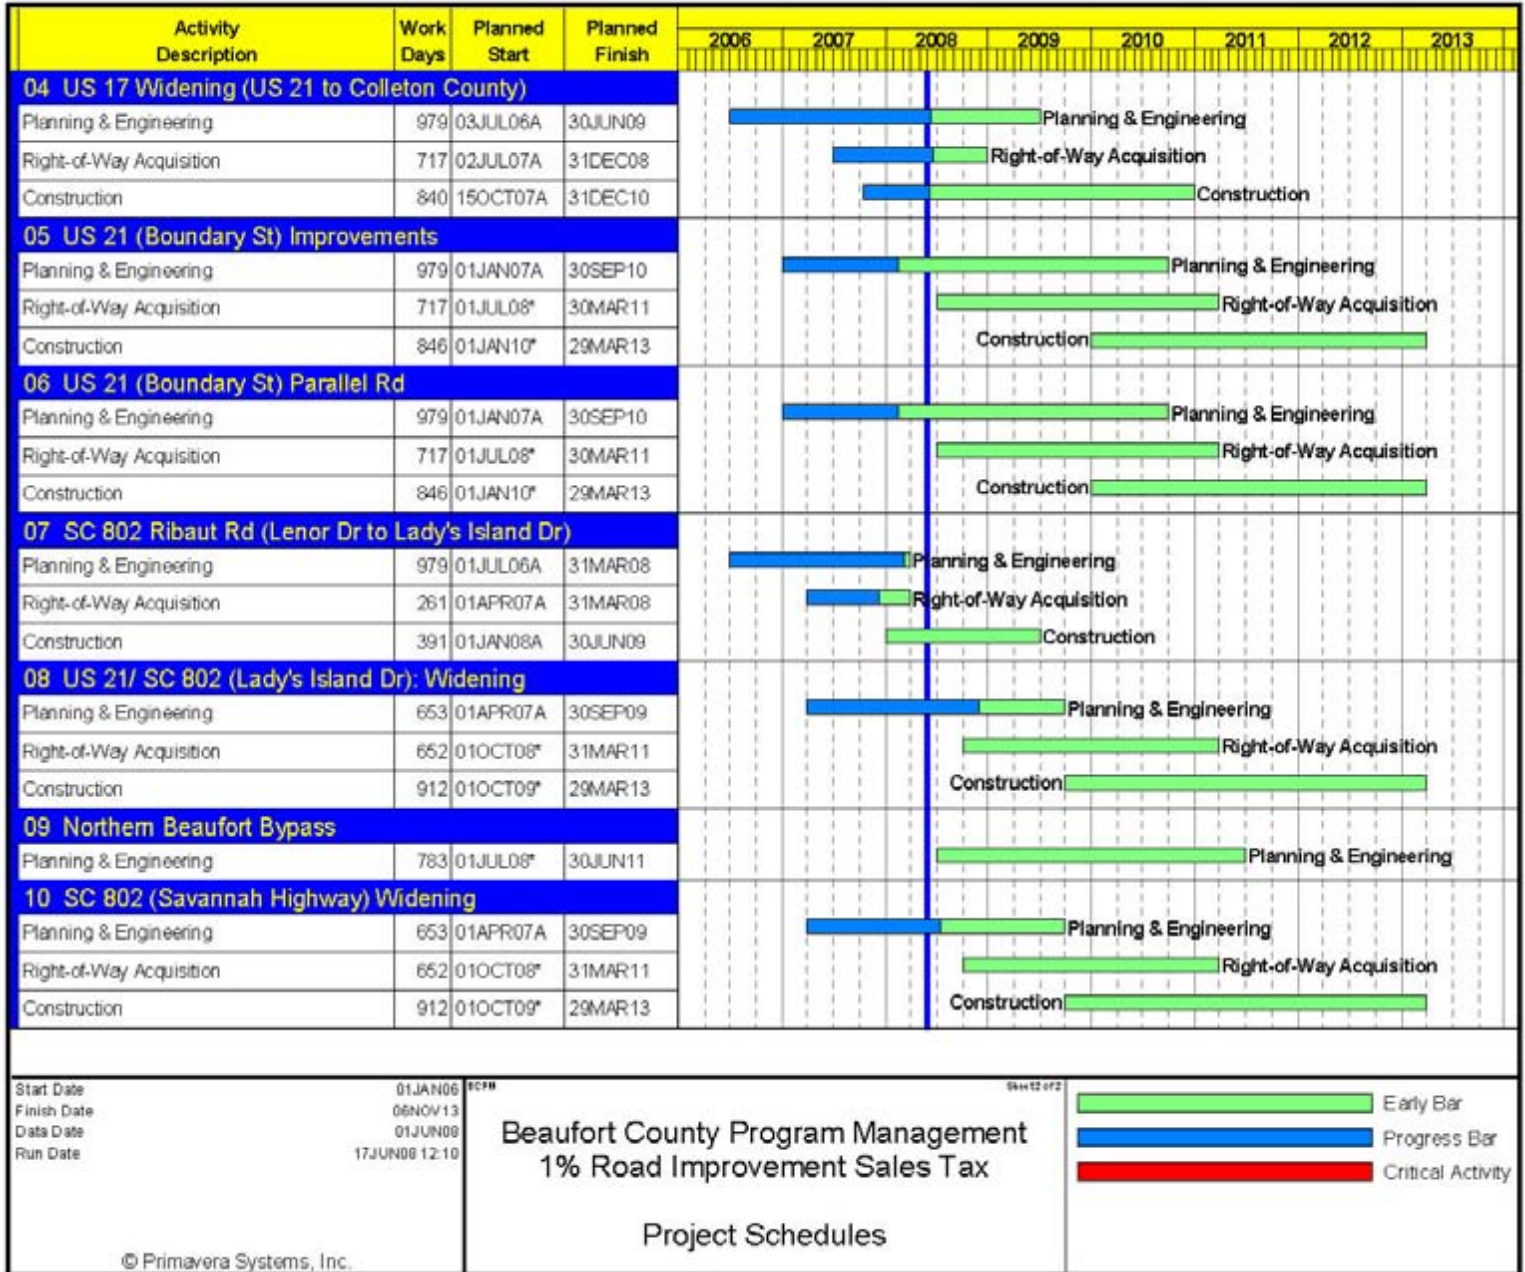 Activity Description Work Days Planned Start Planned Finish 2006 2007 2008 2009 2010 2011 2012 2013
04 US 17 Widening (US 21 to Colleton County)
Planning & Engineering 979 03JUL06A 30JUN09 Planning & Engineering
Right-of-Way Acquisition 717 02JUL07A 31DEC08 Right-of-Way Acquisition
Construction 840 15OCT07A 31DEC10 Construction
05 US 21 (Boundary St) Improvements
Planning & Engineering 979 01JAN07A 30SEP10 Planning & Engineering
Right-of-Way Acquisition 717 01JUL08* 30MAR11 Right-of-Way Acquisition
Construction 846 01JAN10* 29MAR13 Construction
06 US 21 (Boundary St) Parallel Rd
Planning & Engineering 979 01JAN07A 30SEP10 Planning & Engineering
Right-of-Way Acquisition 717 01JUL08* 30MAR11 Right-of-Way Acquisition
Construction 846 01JAN10* 29MAR13 Construction
07 SC 802 Ribaut Rd (Lenor Dr to Lady's Island Dr)
Planning & Engineering 979 01JUL06A 31MAR08 Planning & Engineering
Right-of-Way Acquisition 261 01APR07A 31MAR08 Right-of-Way Acquisition
Construction 391 01JAN08A 30JUN09 Construction
08 US 21/ SC 802 (Lady's Island Dr): Widening
Planning & Engineering 653 01APR07A 30SEP09 Planning & Engineering
Right-of-Way Acquisition 652 01OCT08* 31MAR11 Right-of-Way Acquisition
Construction 912 01OCT09* 29MAR13 Construction
09 Northern Beaufort Bypass
Planning & Engineering 783 01JUL08* 30JUN11 Planning & Engineering
10 SC 802 (Savannah Highway) Widening
Planning & Engineering 653 01APR07A 30SEP09 Planning & Engineering
Right-of-Way Acquisition 652 01OCT08* 31MAR11 Right-of-Way Acquisition
Construction 912 01OCT09* 29MAR13 Construction
Start Date 01JAN06
Finish Date 06NOV13
Data Date 01JUN08
Run Date 17JUN08 12:10
© Primavera Systems, Inc.
BCPM
Sheet 2 of 2
Beaufort County Program Management
1% Road Improvement Sales Tax
Project Schedules
Early Bar
Progress Bar
Critical Activity